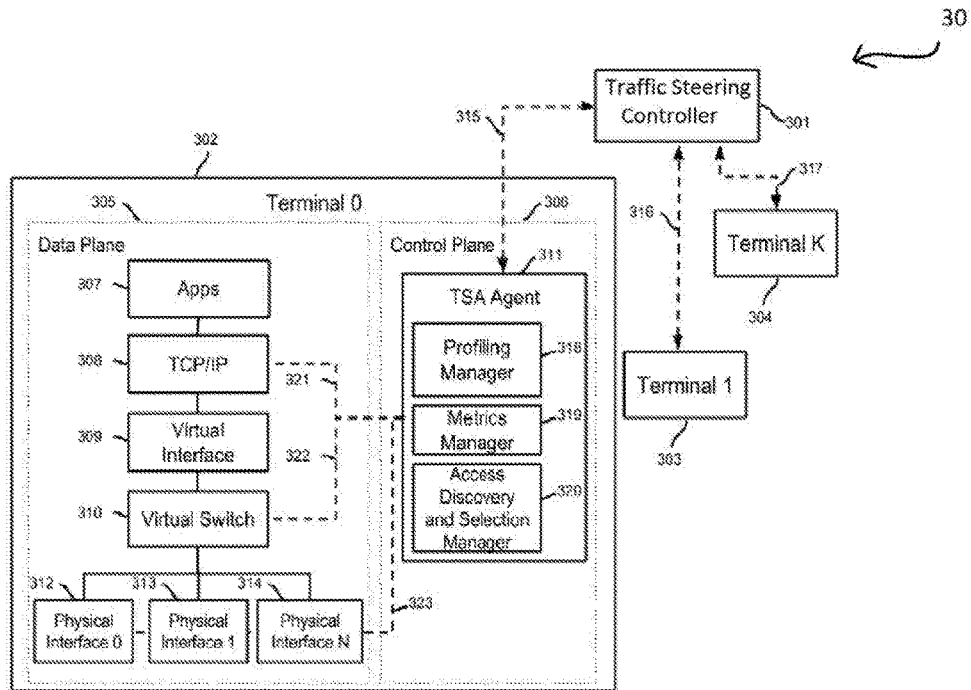 30
Traffic Steering
Controller
301
315
302
317
316
Terminal 0
305
306
Terminal K
304
Data Plane
Control Plane
311
307
Apps
TSA Agent
308
TCP/IP
321
Profiling
Manager
318
Terminal 1
303
309
Virtual
Interface
322
Metrics
Manager
319
310
Virtual Switch
Access
Discovery
and Selection
Manager
320
312
313
314
323
Physical
Interface 0
Physical
Interface 1
Physical
Interface N